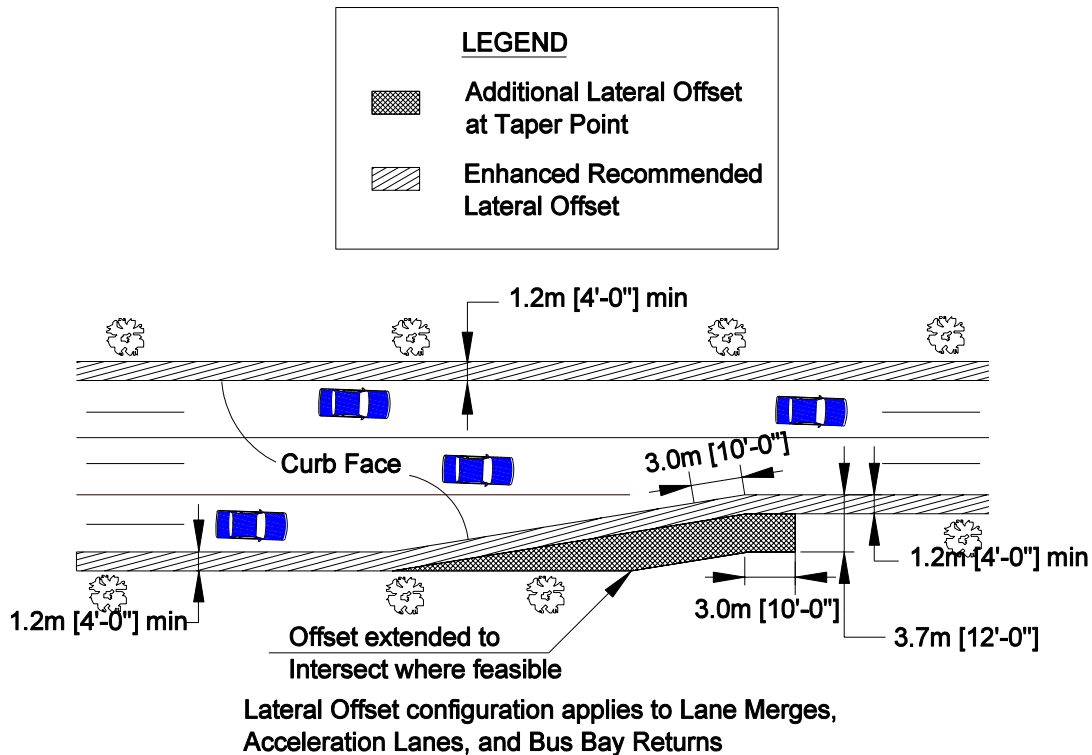 LEGEND
Additional Lateral Offset
at Taper Point
Enhanced Recommended
Lateral Offset
1.2m [4'-0"] min
Curb Face
3.0m [10'-0"]
1.2m [4'-0"] min
1.2m [4'-0"] min
3.0m [10'-0"]
3.7m [12'-0"]
Offset extended to
Intersect where feasible
Lateral Offset configuration applies to Lane Merges,
Acceleration Lanes, and Bus Bay Returns